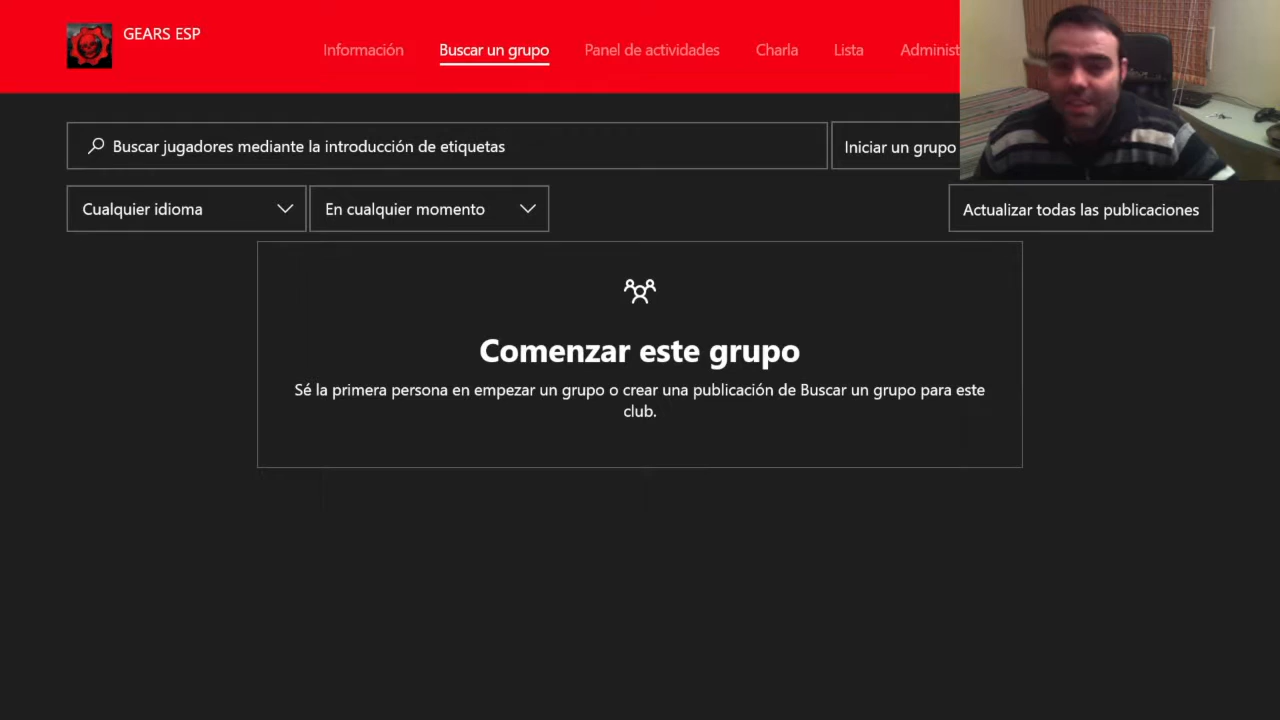 GEARS ESP
Información Buscar un grupo Panel de actividades Charla Lista Administ
Buscar jugadores mediante la introducción de etiquetas Iniciar un grupo
Cualquier idioma En cualquier momento Actualizar todas las publicaciones
Comenzar este grupo
Sé la primera persona en empezar un grupo o crear una publicación de Buscar un grupo para este
club.